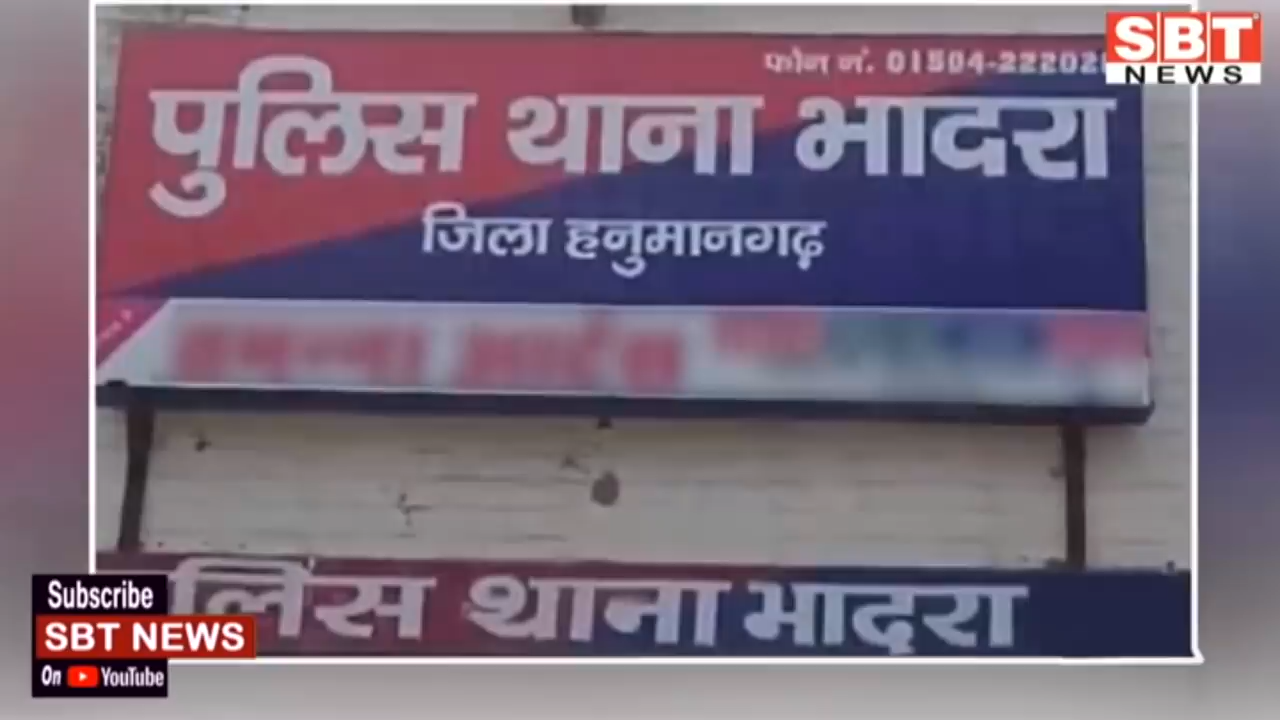 SBT
NEWS
फोन नं. 01504-22202
पुलिस थाना भादरा
जिला हनुमानगढ़
लिस थाना भादरा
Subscribe
SBT NEWS
On YouTube